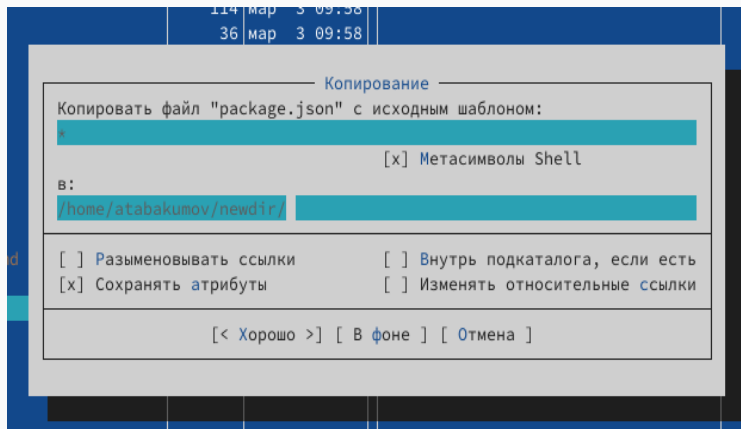 114 мар 3 09:58
36 мар 3 09:58
Копирование
Копировать файл "package.json" с исходным шаблоном:
*
[x] Метасимволы Shell
в:
/home/atabakumov/newdir/
[ ] Разыменовывать ссылки [ ] Внутрь подкаталога, если есть
[x] Сохранять атрибуты [ ] Изменять относительные ссылки
[< Хорошо >] [ В фоне ] [ Отмена ]